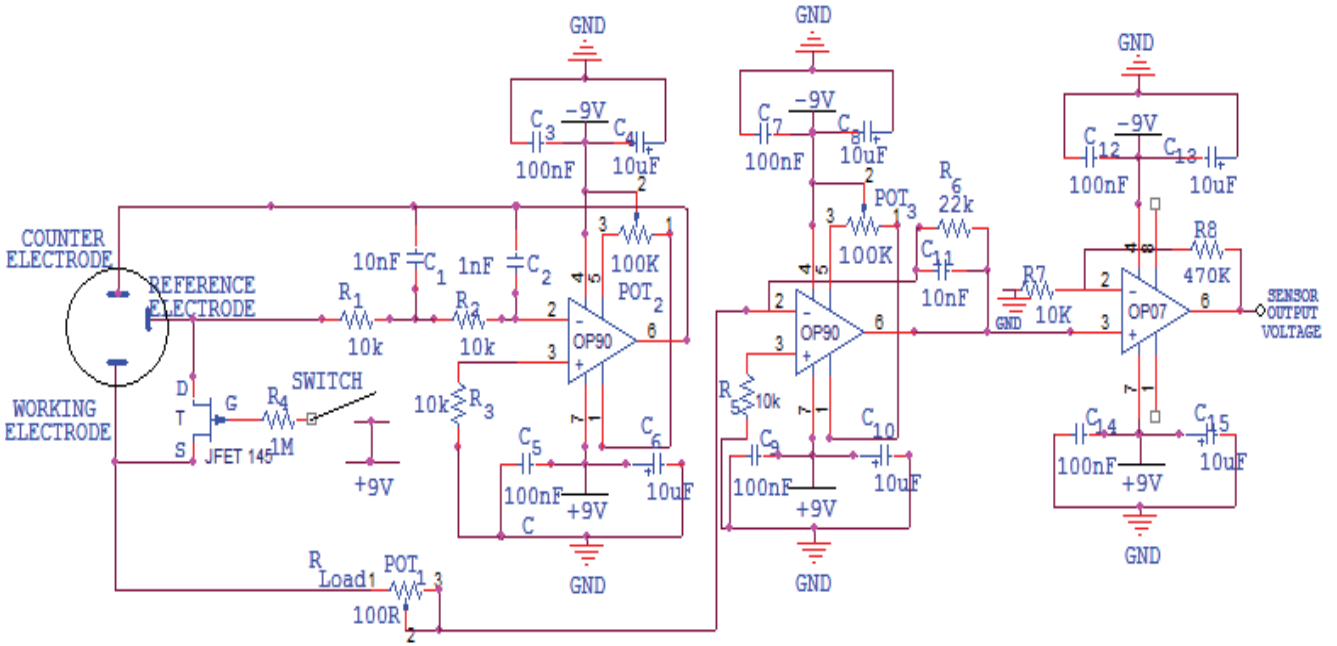 GND
-9V
C3
100nF
C4
10uF
2
3
1
100K
POT2
4
5
COUNTER
ELECTRODE
REFERENCE
ELECTRODE
WORKING
ELECTRODE
10nF
C1
1nF
C2
R1
10k
R2
10k
2
3
OP90
6
7
1
10k
R3
D
T
S
G
JFET 145
R4
1M
SWITCH
+9V
C5
100nF
C6
10uF
+9V
C
GND
R Load
1
POT1
3
100R
2
GND
-9V
C7
100nF
C8
10uF
2
3
POT3
1
100K
4
5
R6
22k
C11
10nF
2
3
OP90
6
7
1
R5
10k
C9
100nF
C10
10uF
+9V
GND
GND
-9V
C12
100nF
C13
10uF
4
8
R8
470K
R7
10K
GND
2
3
OP07
6
7
1
SENSOR
OUTPUT
VOLTAGE
C14
100nF
C15
10uF
+9V
GND